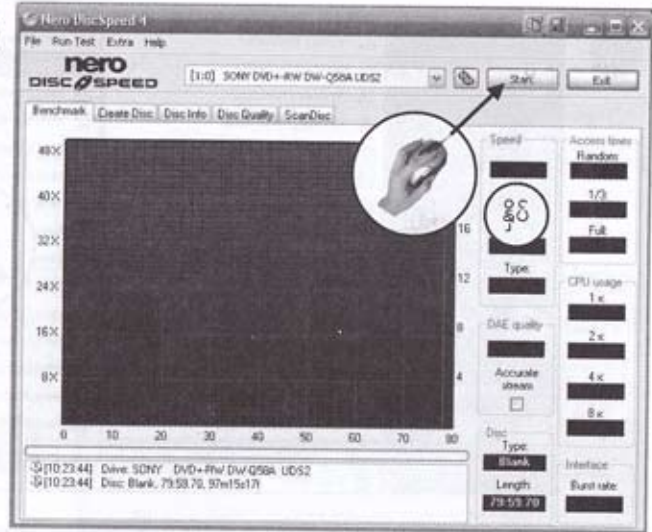 Nero DiscSpeed 4
File Run Test Extra Help
nero
DISC SPEED
[1:0] SONY DVD+-RW DW-Q58A UDS2
Start
Exit
Benchmark Create Disc Disc Info Disc Quality ScanDisc
48X
40X
32X
24X
16X
8X
16
12
8
4
0 10 20 30 40 50 60 70 80
Speed
Type:
DAE quality
Accurate
stream
Disc
Type:
Blank
Length:
79:59.70
Access times
Random:
1/3:
Full:
CPU usage
1 x
2 x
4 x
8 x
Interface
Burst rate:
[10:23:44] Drive: SONY DVD+-RW DW-Q58A UDS2
[10:23:44] Disc: Blank, 79:59.70, 97m15s17f